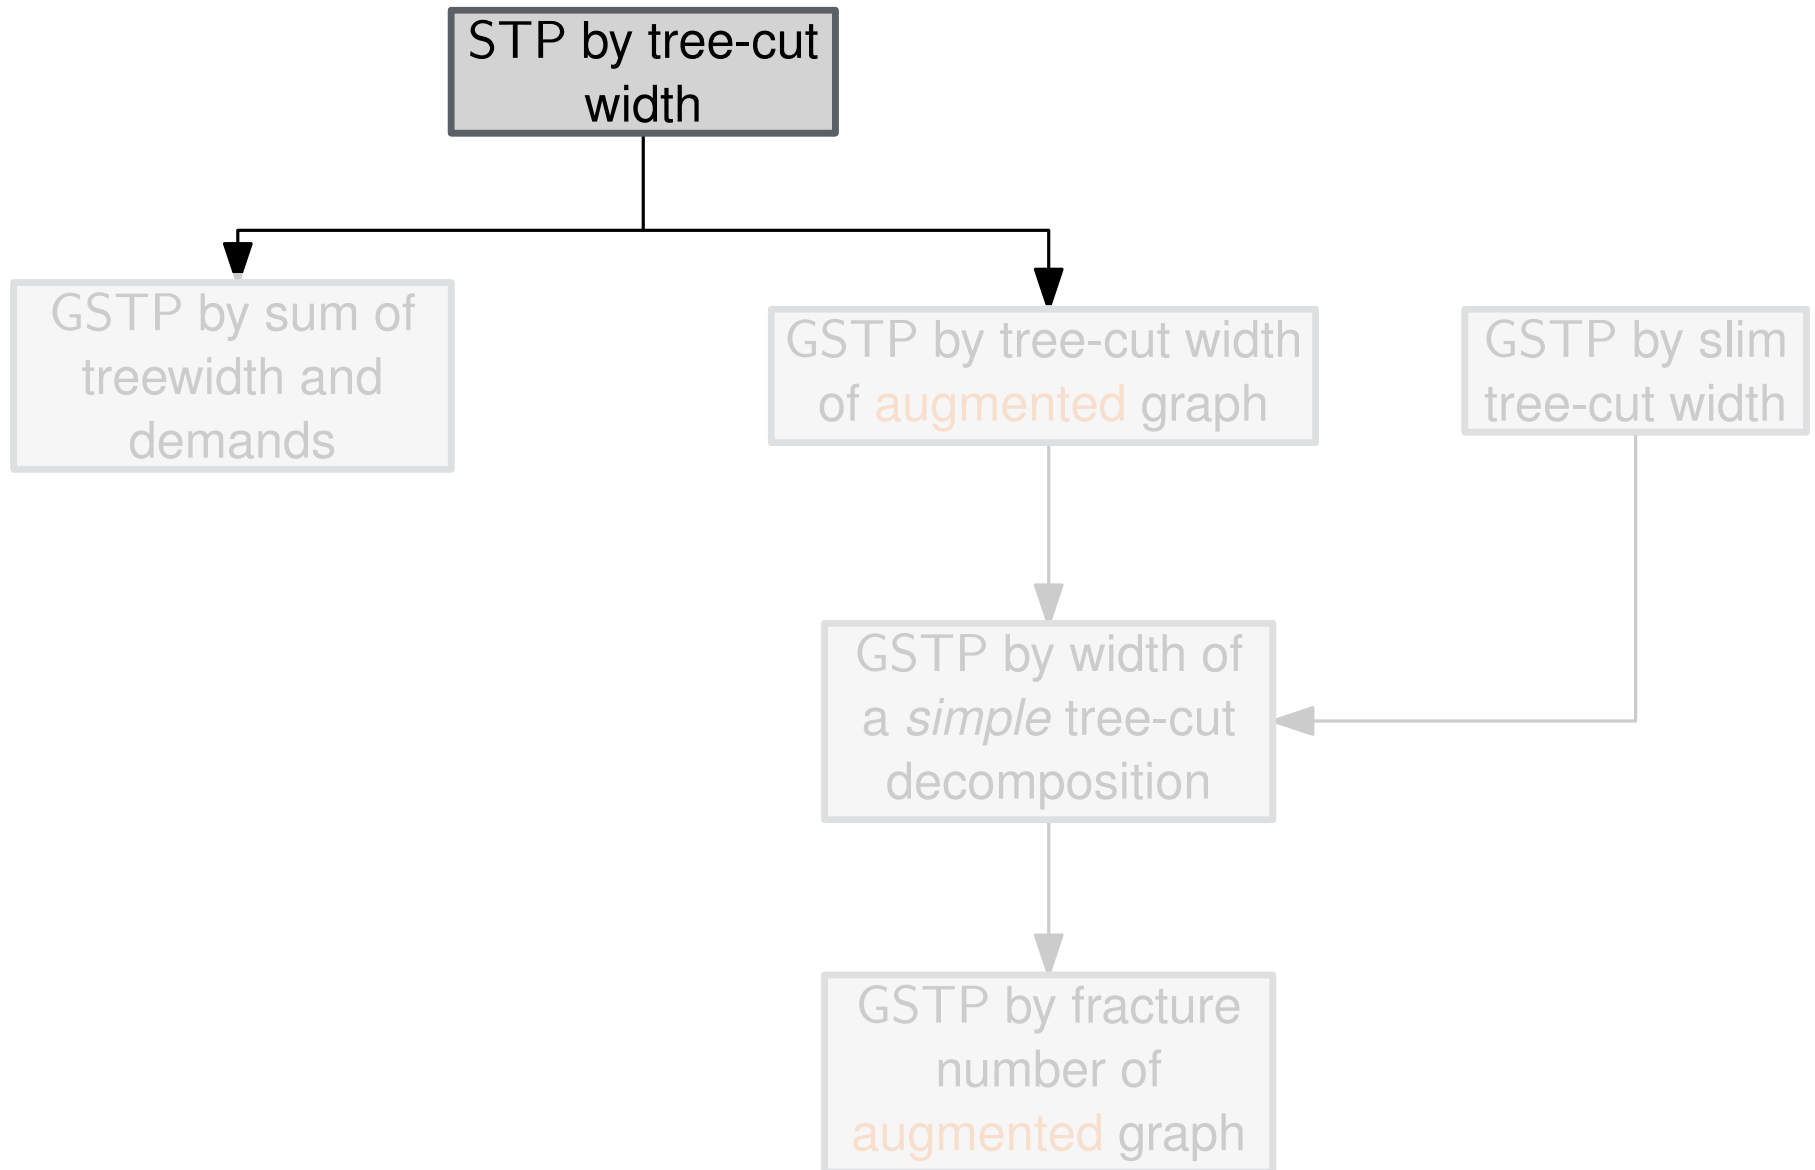 STP by tree-cut
width
GSTP by sum of
treewidth and
demands
GSTP by tree-cut width
of augmented graph
GSTP by slim
tree-cut width
GSTP by width of
a simple tree-cut
decomposition
GSTP by fracture
number of
augmented graph